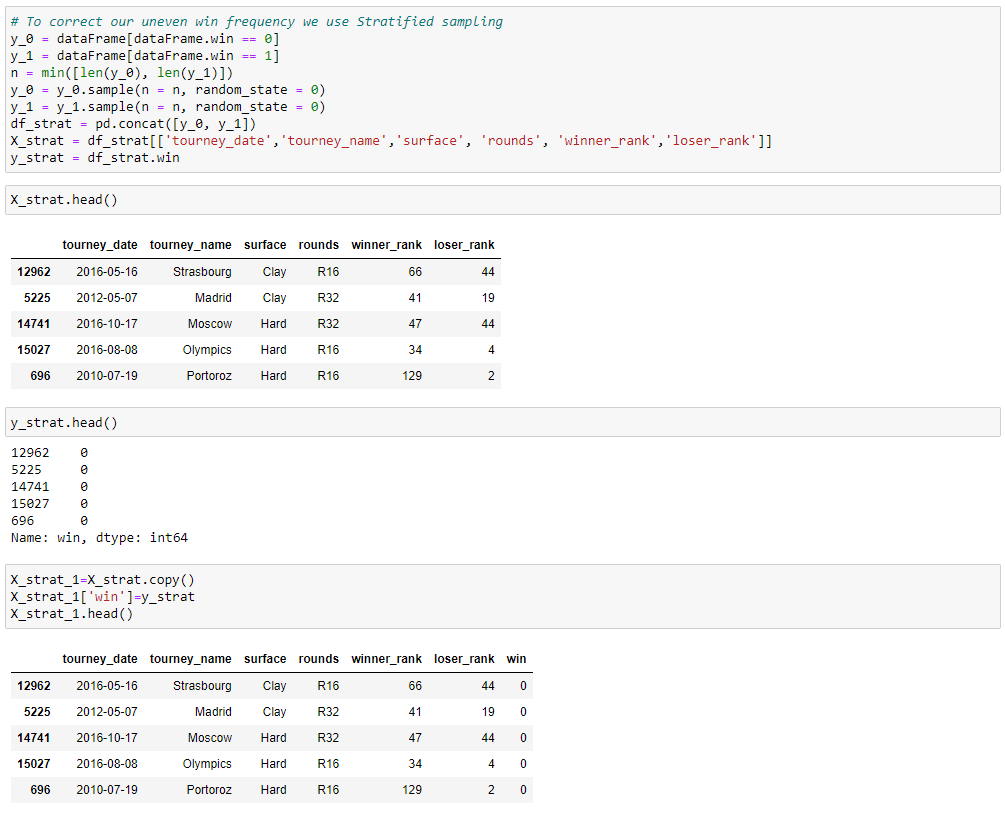 # To correct our uneven win frequency we use Stratified sampling
y_0 = dataFrame[dataFrame.win == 0]
y_1 = dataFrame[dataFrame.win == 1]
n = min([len(y_0), len(y_1)])
y_0 = y_0.sample(n = n, random_state = 0)
y_1 = y_1.sample(n = n, random_state = 0)
df_strat = pd.concat([y_0, y_1])
X_strat = df_strat[['tourney_date','tourney_name','surface', 'rounds', 'winner_rank','loser_rank']]
y_strat = df_strat.win
X_strat.head()
tourney_date tourney_name surface rounds winner_rank loser_rank
12962 2016-05-16 Strasbourg Clay R16 66 44
5225 2012-05-07 Madrid Clay R32 41 19
14741 2016-10-17 Moscow Hard R32 47 44
15027 2016-08-08 Olympics Hard R16 34 4
696 2010-07-19 Portoroz Hard R16 129 2
y_strat.head()
12962 0
5225 0
14741 0
15027 0
696 0
Name: win, dtype: int64
X_strat_1=X_strat.copy()
X_strat_1['win']=y_strat
X_strat_1.head()
tourney_date tourney_name surface rounds winner_rank loser_rank win
12962 2016-05-16 Strasbourg Clay R16 66 44 0
5225 2012-05-07 Madrid Clay R32 41 19 0
14741 2016-10-17 Moscow Hard R32 47 44 0
15027 2016-08-08 Olympics Hard R16 34 4 0
696 2010-07-19 Portoroz Hard R16 129 2 0